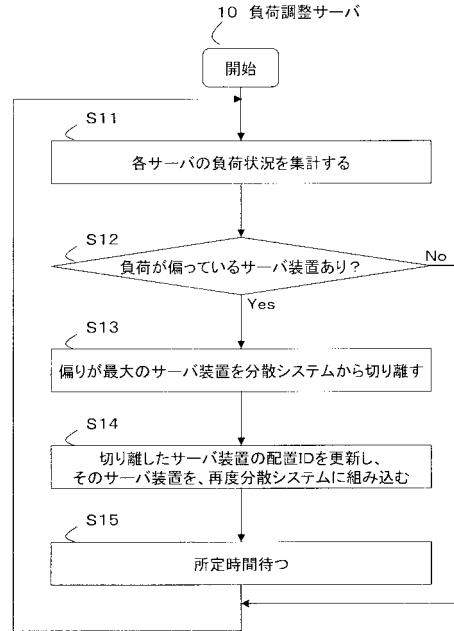 10 負荷調整サーバ
開始
S11
各サーバの負荷状況を集計する
S12
負荷が偏っているサーバ装置あり?
No
Yes
S13
偏りが最大のサーバ装置を分散システムから切り離す
S14
切り離したサーバ装置の配置IDを更新し、
そのサーバ装置を、再度分散システムに組み込む
S15
所定時間待つ